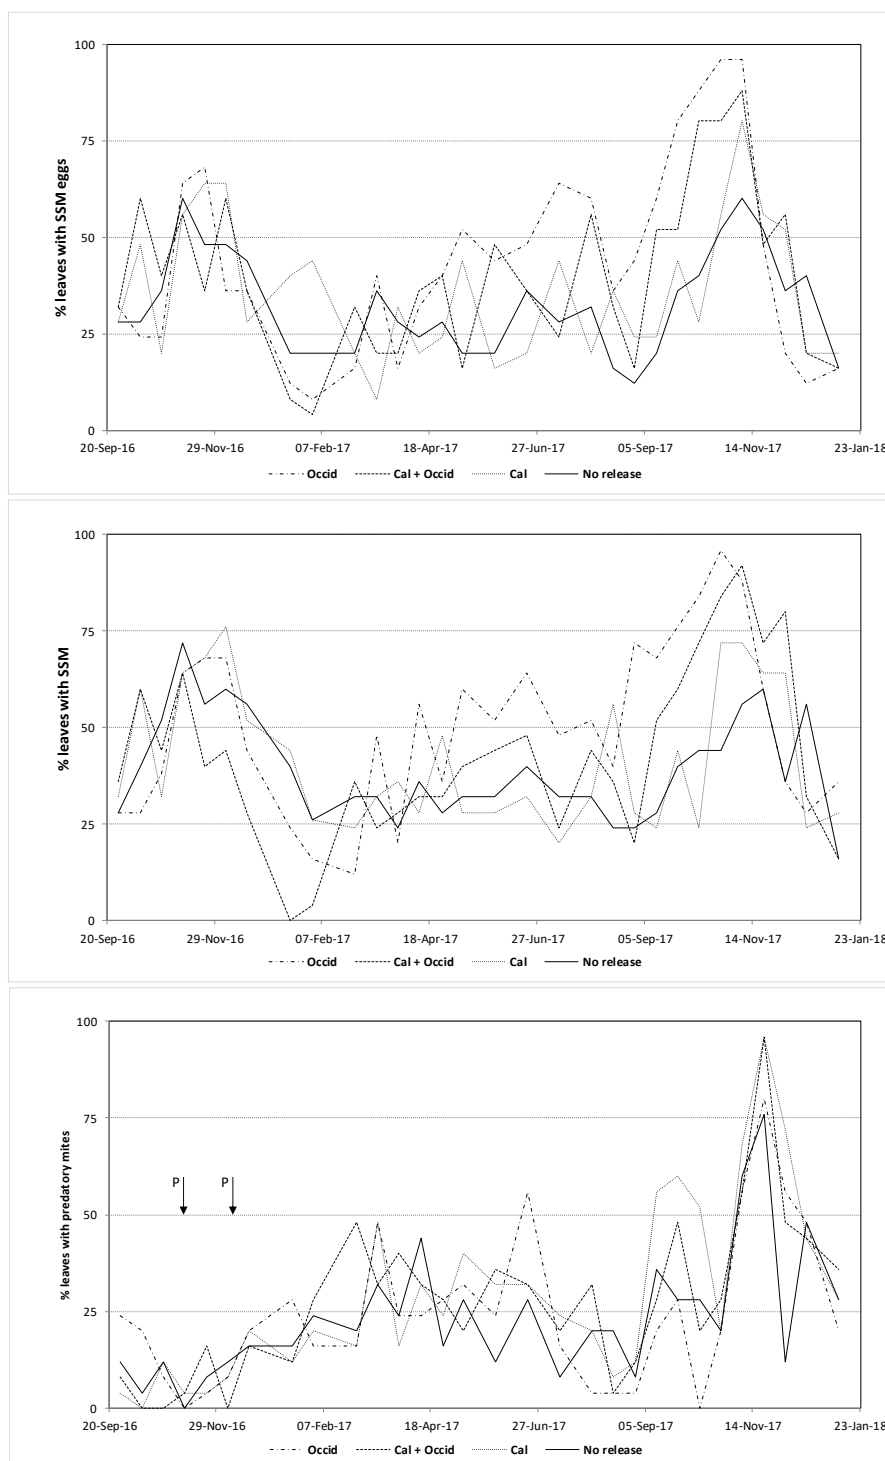 100
75
50
25
0
% leaves with SSM eggs
20-Sep-16 29-Nov-16 07-Feb-17 18-Apr-17 27-Jun-17 05-Sep-17 14-Nov-17 23-Jan-18
Occid Cal + Occid Cal No release
100
75
50
25
0
% leaves with SSM
20-Sep-16 29-Nov-16 07-Feb-17 18-Apr-17 27-Jun-17 05-Sep-17 14-Nov-17 23-Jan-18
Occid Cal + Occid Cal No release
100
75
50
25
0
% leaves with predatory mites
P P
20-Sep-16 29-Nov-16 07-Feb-17 18-Apr-17 27-Jun-17 05-Sep-17 14-Nov-17 23-Jan-18
Occid Cal + Occid Cal No release